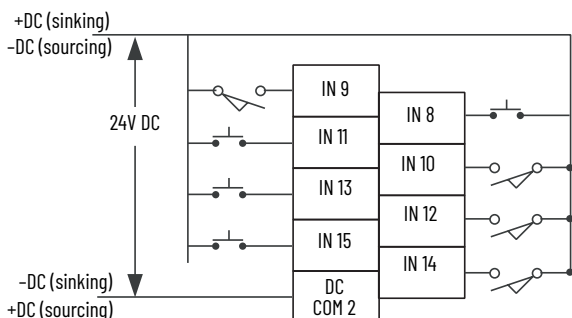 +DC (sinking)
–DC (sourcing)
24V DC
IN 9
IN 8
IN 11
IN 10
IN 13
IN 12
IN 15
IN 14
DC
COM 2
–DC (sinking)
+DC (sourcing)